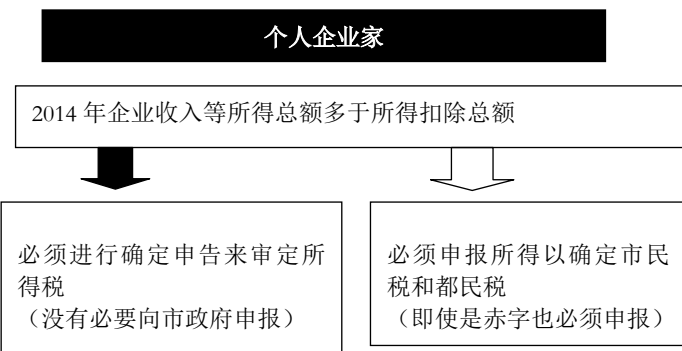 个人企业家
2014 年企业收入等所得总额多于所得扣除总额
必须进行确定申告来审定所
得税
（没有必要向市政府申报）
必须申报所得以确定市民
税和都民税
（即使是赤字也必须申报）